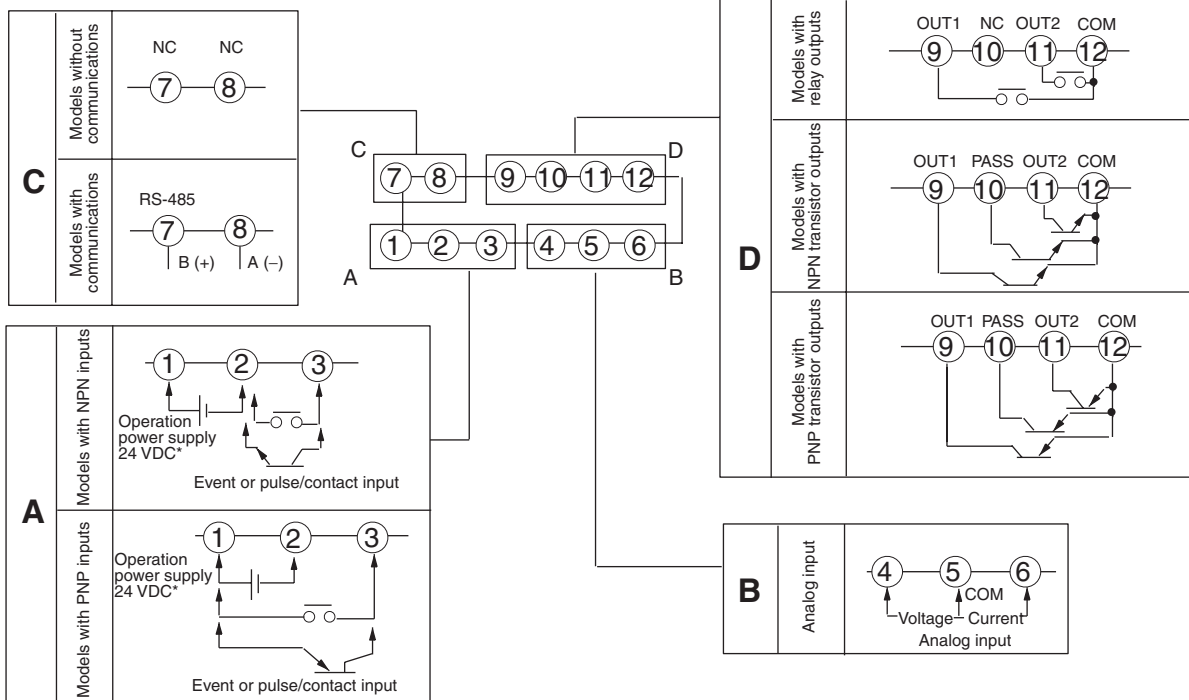 C
Models without communications
NC NC
7 8
Models with communications
RS-485
7 8
B (+) A (–)
C D
7 8 9 10 11 12
1 2 3 4 5 6
A B
A
Models with NPN inputs
1 2 3
Operation
power supply
24 VDC*
Event or pulse/contact input
Models with PNP inputs
1 2 3
Operation
power supply
24 VDC*
Event or pulse/contact input
D
Models with relay outputs
OUT1 NC OUT2 COM
9 10 11 12
Models with NPN transistor outputs
OUT1 PASS OUT2 COM
9 10 11 12
Models with PNP transistor outputs
OUT1 PASS OUT2 COM
9 10 11 12
B
Analog input
4 5 6
COM
Voltage Current
Analog input